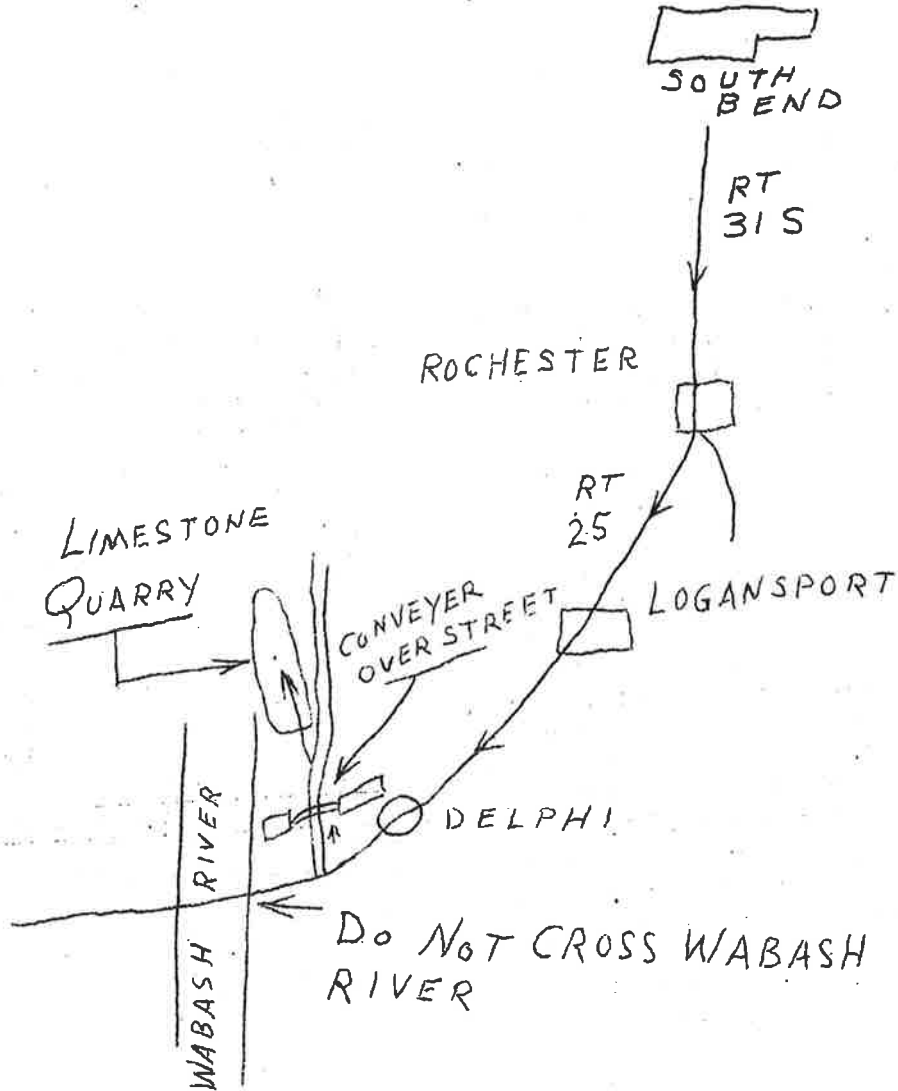 SOUTH
BEND
RT
31 S
ROCHESTER
RT
25
LIMESTONE
QUARRY
CONVEYER
OVER STREET
LOGANSPORT
DELPHI
WABASH RIVER
DO NOT CROSS WABASH
RIVER